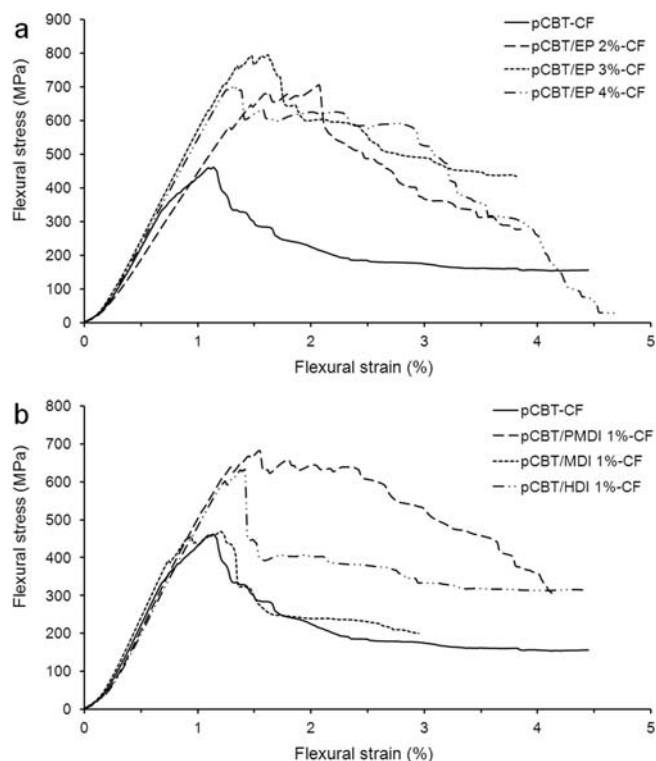 a
900
800
700
600
500
400
300
200
100
0
Flexural stress (MPa)
0 1 2 3 4 5
Flexural strain (%)
pCBT-CF
pCBT/EP 2%-CF
pCBT/EP 3%-CF
pCBT/EP 4%-CF
b
800
700
600
500
400
300
200
100
0
Flexural stress (MPa)
0 1 2 3 4 5
Flexural strain (%)
pCBT-CF
pCBT/PMDI 1%-CF
pCBT/MDI 1%-CF
pCBT/HDI 1%-CF